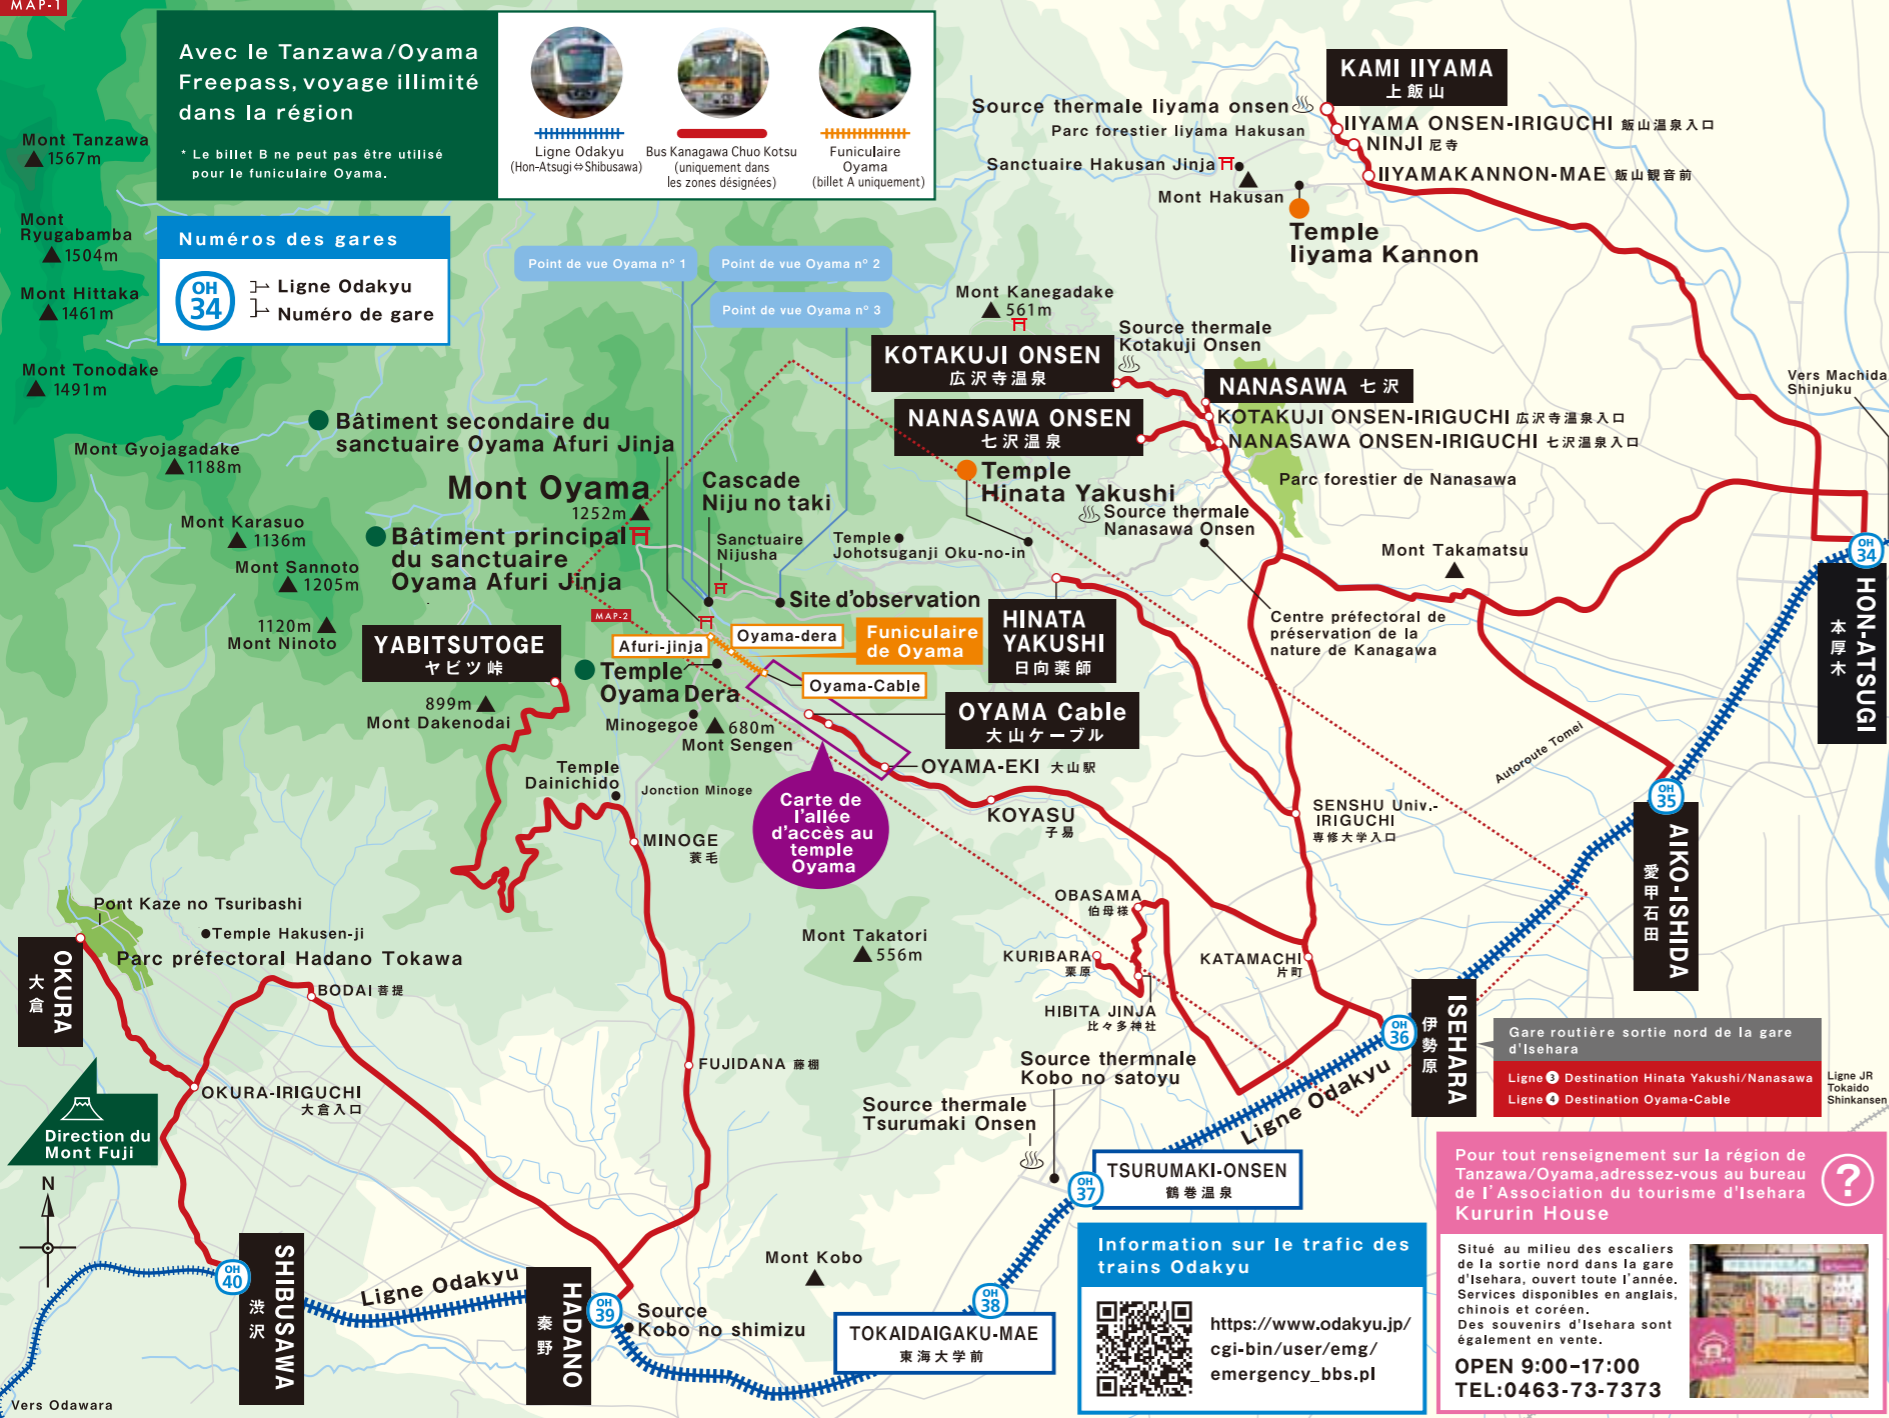 MAP-1
Avec le Tanzawa/Oyama
Freepass, voyage illimité
dans la région
* Le billet B ne peut pas être utilisé
pour le funiculaire Oyama.
Ligne Odakyu
(Hon-Atsugi⇔Shibusawa)
Bus Kanagawa Chuo Kotsu
(uniquement dans
les zones désignées)
Funiculaire
Oyama
(billet A uniquement)
Numéros des gares
OH
34
Ligne Odakyu
Numéro de gare
Mont Tanzawa
1567m
Mont
Ryugabamba
1504m
Mont Hittaka
1461m
Mont Tonodake
1491m
Mont Gyojagadake
1188m
Mont Karasuo
1136m
Mont Sannoto
1205m
1120m
Mont Ninoto
Point de vue Oyama nº 1
Point de vue Oyama nº 2
Point de vue Oyama nº 3
Bâtiment secondaire du
sanctuaire Oyama Afuri Jinja
Mont Oyama
1252m
Bâtiment principal
du sanctuaire
Oyama Afuri Jinja
Cascade
Niju no taki
Sanctuaire
Nijusha
Temple
Johotsuganji Oku-no-in
Site d'observation
MAP-2
Afuri-jinja
Oyama-dera
Funiculaire
de Oyama
Oyama-Cable
Temple
Oyama Dera
Minogegoe
680m
Mont Sengen
YABITSUTOGE
ヤビツ峠
899m
Mont Dakenodai
Temple
Dainichido
Jonction Minoge
MINOGE
蓑毛
Carte de
l'allée
d'accès au
temple
Oyama
OYAMA Cable
大山ケーブル
OYAMA-EKI 大山駅
KOYASU
子易
KAMI IIYAMA
上飯山
Source thermale Iiyama onsen
Parc forestier Iiyama Hakusan
Sanctuaire Hakusan Jinja
Mont Hakusan
IIYAMA ONSEN-IRIGUCHI 飯山温泉入口
NINJI 尼寺
IIYAMAKANNON-MAE 飯山観音前
Temple
Iiyama Kannon
Mont Kanegadake
561m
KOTAKUJI ONSEN
広沢寺温泉
Source thermale
Kotakuji Onsen
NANASAWA 七沢
KOTAKUJI ONSEN-IRIGUCHI 広沢寺温泉入口
NANASAWA ONSEN
七沢温泉
NANASAWA ONSEN-IRIGUCHI 七沢温泉入口
Temple
Hinata Yakushi
Source thermale
Nanasawa Onsen
Parc forestier de Nanasawa
Mont Takamatsu
Centre préfectoral de
préservation de la
nature de Kanagawa
HINATA
YAKUSHI
日向薬師
Vers Machida
Shinjuku
OH
34
HON-ATSUGI
本厚木
Autoroute Tomei
OH
35
AIKO-ISHIDA
愛甲石田
SENSHU Univ.-
IRIGUCHI
専修大学入口
OBASAMA
伯母様
KURIBARA
栗原
HIBITA JINJA
比々多神社
KATAMACHI
片町
Mont Takatori
556m
OH
36
ISEHARA
伊勢原
Gare routière sortie nord de la gare
d'Isehara
Ligne 3 Destination Hinata Yakushi/Nanasawa
Ligne 4 Destination Oyama-Cable
Ligne JR
Tokaido
Shinkansen
Ligne Odakyu
Source thermnale
Kobo no satoyu
Source thermale
Tsurumaki Onsen
OH
37
TSURUMAKI-ONSEN
鶴巻温泉
Pont Kaze no Tsuribashi
Temple Hakusen-ji
Parc préfectoral Hadano Tokawa
OKURA
大倉
BODAI 菩提
OKURA-IRIGUCHI
大倉入口
FUJIDANA 藤棚
Direction du
Mont Fuji
N
OH
40
SHIBUSAWA
渋沢
Vers Odawara
Ligne Odakyu
HADANO
秦野
OH
39
Source
Kobo no shimizu
Mont Kobo
OH
38
TOKAIDAIGAKU-MAE
東海大学前
Information sur le trafic des
trains Odakyu
https://www.odakyu.jp/
cgi-bin/user/emg/
emergency_bbs.pl
Pour tout renseignement sur la région de
Tanzawa/Oyama,adressez-vous au bureau
de l'Association du tourisme d'Isehara
Kururin House
?
Situé au milieu des escaliers
de la sortie nord dans la gare
d'Isehara, ouvert toute l'année.
Services disponibles en anglais,
chinois et coréen.
Des souvenirs d'Isehara sont
également en vente.
OPEN 9:00-17:00
TEL:0463-73-7373